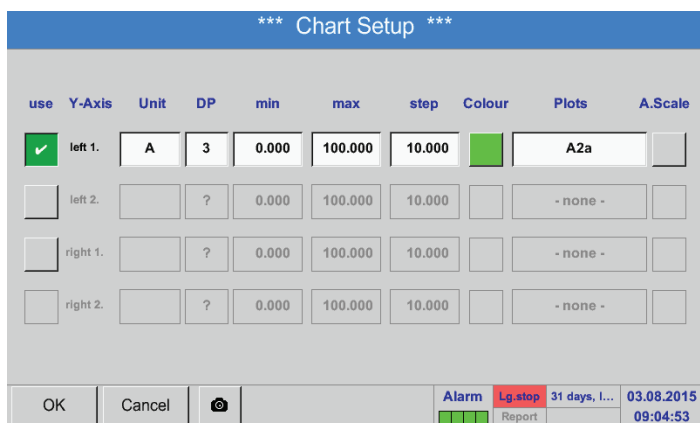 *** Chart Setup ***
use Y-Axis Unit DP min max step Colour Plots A.Scale
left 1. A 3 0.000 100.000 10.000 A2a
left 2. ? 0.000 100.000 10.000 - none -
right 1. ? 0.000 100.000 10.000 - none -
right 2. ? 0.000 100.000 10.000 - none -
OK Cancel Alarm Lg.stop 31 days, l... 03.08.2015
Report 09:04:53